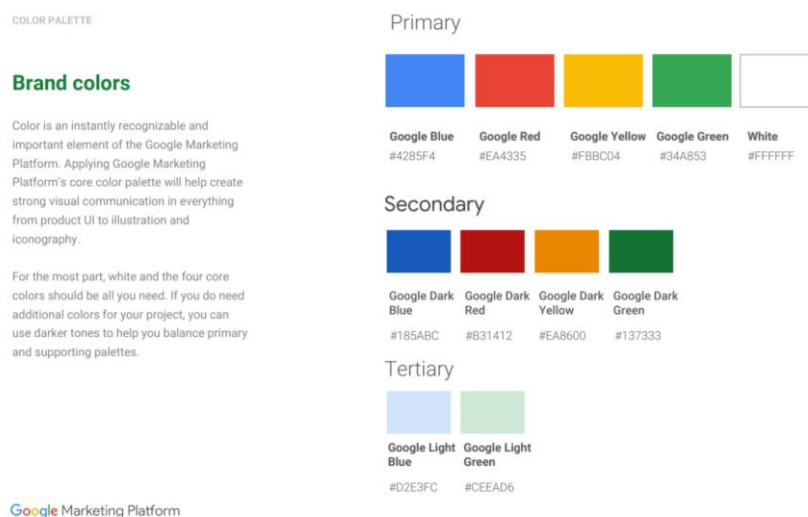 COLOR PALETTE
Brand colors
Color is an instantly recognizable and
important element of the Google Marketing
Platform. Applying Google Marketing
Platform's core color palette will help create
strong visual communication in everything
from product UI to illustration and
iconography.
For the most part, white and the four core
colors should be all you need. If you do need
additional colors for your project, you can
use darker tones to help you balance primary
and supporting palettes.
Primary
Google Blue Google Red Google Yellow Google Green White
#4285F4 #EA4335 #FBBC04 #34A853 #FFFFFF
Secondary
Google Dark Google Dark Google Dark Google Dark
Blue Red Yellow Green
#185ABC #B31412 #EA8600 #137333
Tertiary
Google Light Google Light
Blue Green
#D2E3FC #CEEAD6
Google Marketing Platform